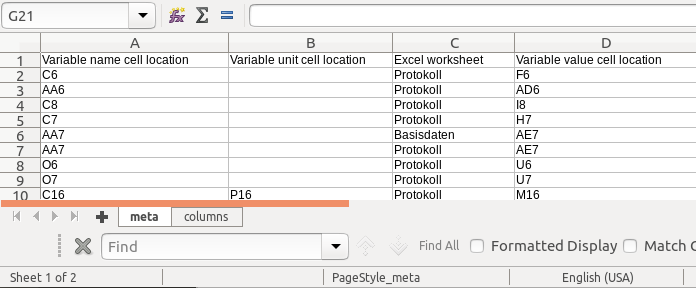 G21
A B C D
1 Variable name cell location Variable unit cell location Excel worksheet Variable value cell location
2 C6 Protokoll F6
3 AA6 Protokoll AD6
4 C8 Protokoll I8
5 C7 Protokoll H7
6 AA7 Basisdaten AE7
7 AA7 Protokoll AE7
8 O6 Protokoll U6
9 O7 Protokoll U7
10 C16 P16 Protokoll M16
meta columns
Find Find All Formatted Display Match C
Sheet 1 of 2 PageStyle_meta English (USA)